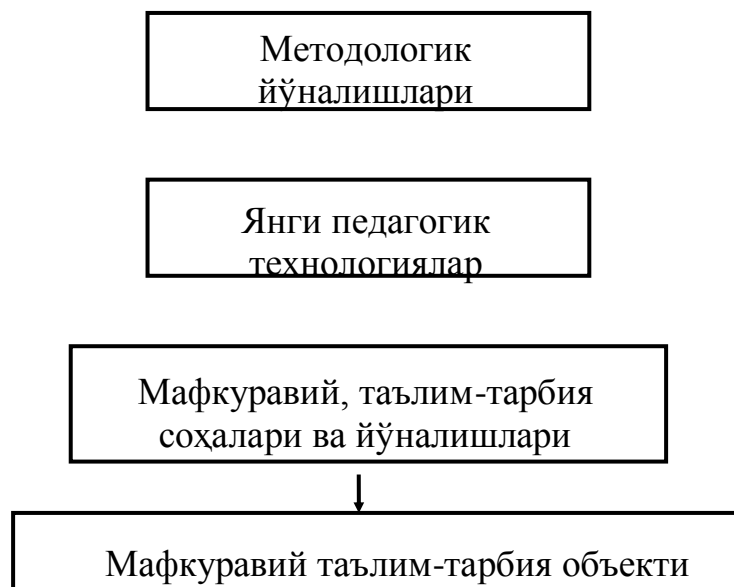 Методологик
йўналишлари
Янги педагогик
технологиялар
Мафкуравий, таълим-тарбия
соҳалари ва йўналишлари
Мафкуравий таълим-тарбия объекти